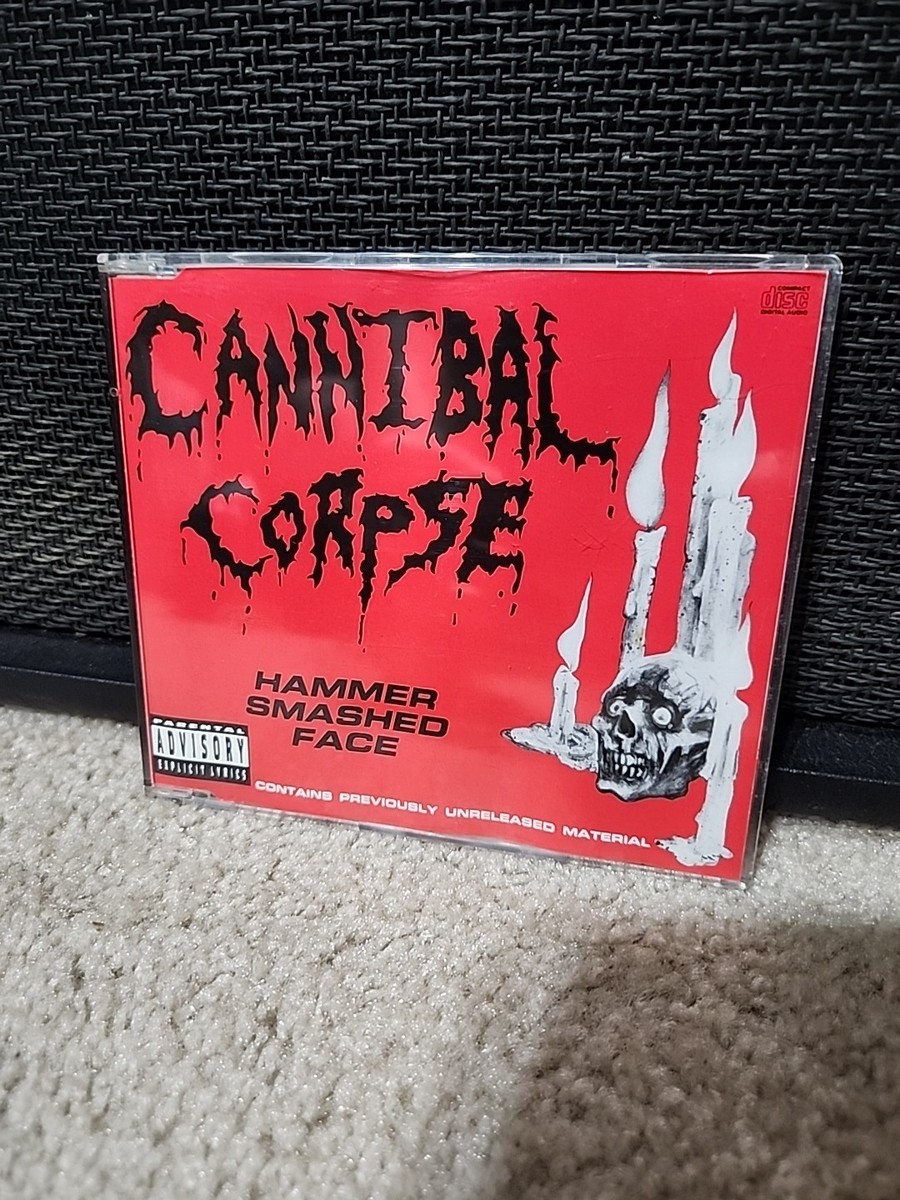 COMPACT
disc
DIGITAL AUDIO
CANNIBAL
CORPSE
HAMMER
SMASHED
FACE
PARENTAL
ADVISORY
EXPLICIT LYRICS
CONTAINS PREVIOUSLY UNRELEASED MATERIAL